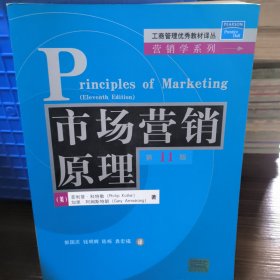 工商管理优秀教材译丛
营销学系列
PEARSON
Prentice Hall
Principles of Marketing
(Eleventh Edition)
市场营销
原理
第11版
(美) 菲利普·科特勒 (Philip Kotler)
加里·阿姆斯特朗 (Gary Armstrong) 著
郭国庆 钱明辉 陈栋 袁宏福 译